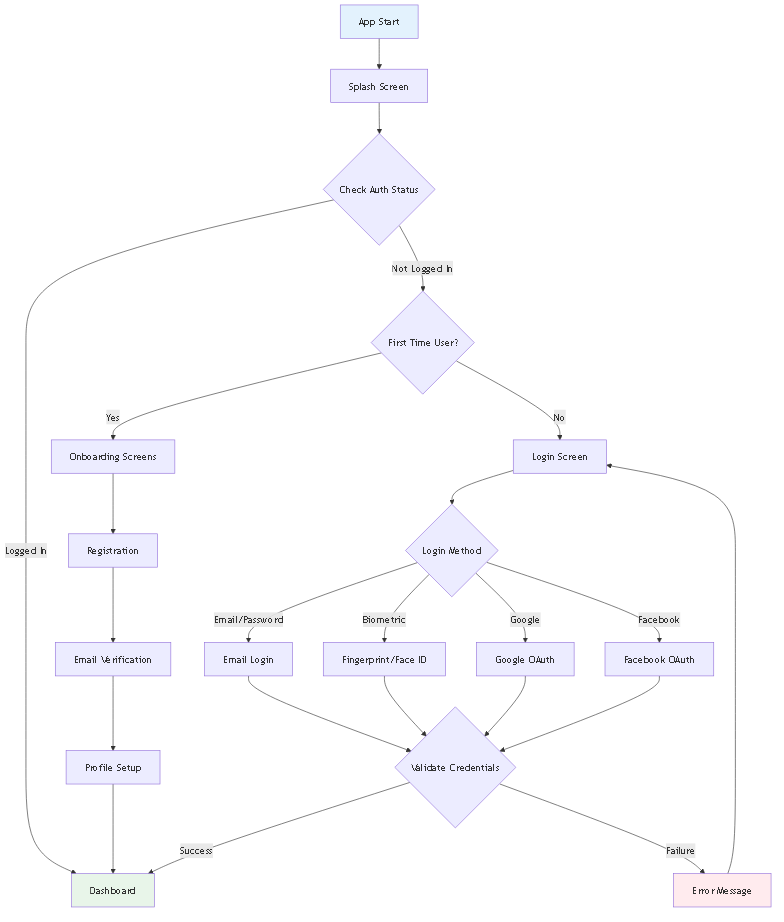 App Start
Splash Screen
Check Auth Status
Not Logged In
First Time User?
Yes
No
Onboarding Screens
Login Screen
Logged In
Registration
Login Method
Email/Password
Biometric
Google
Facebook
Email Verification
Email Login
Fingerprint/Face ID
Google OAuth
Facebook OAuth
Profile Setup
Validate Credentials
Success
Failure
Dashboard
Error Message